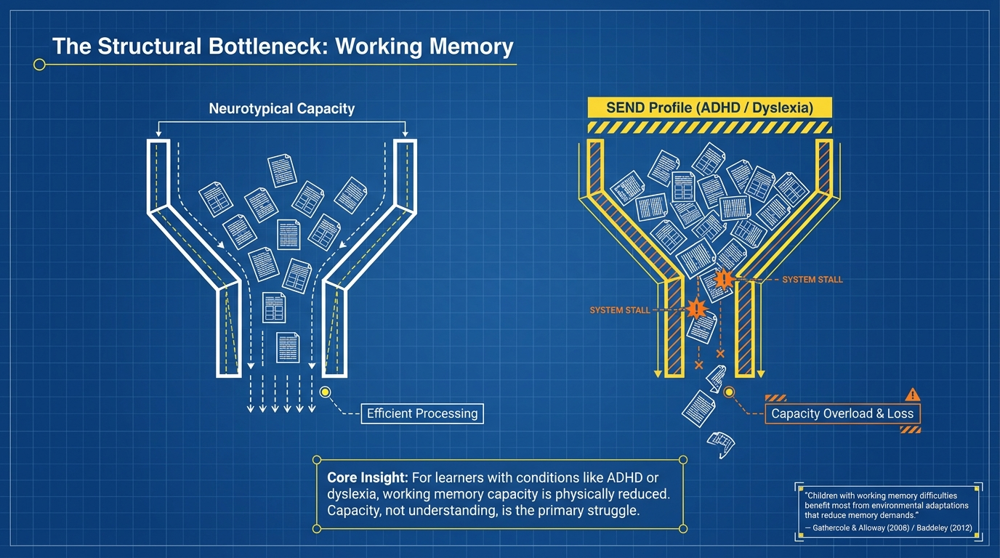 The Structural Bottleneck: Working Memory
Neurotypical Capacity
SEND Profile (ADHD / Dyslexia)
SYSTEM STALL
SYSTEM STALL
Efficient Processing
Capacity Overload & Loss
Core Insight: For learners with conditions like ADHD or
dyslexia, working memory capacity is physically reduced.
Capacity, not understanding, is the primary struggle.
"Children with working memory difficulties
benefit most from environmental adaptations
that reduce memory demands."
— Gathercole & Alloway (2008) / Baddeley (2012)